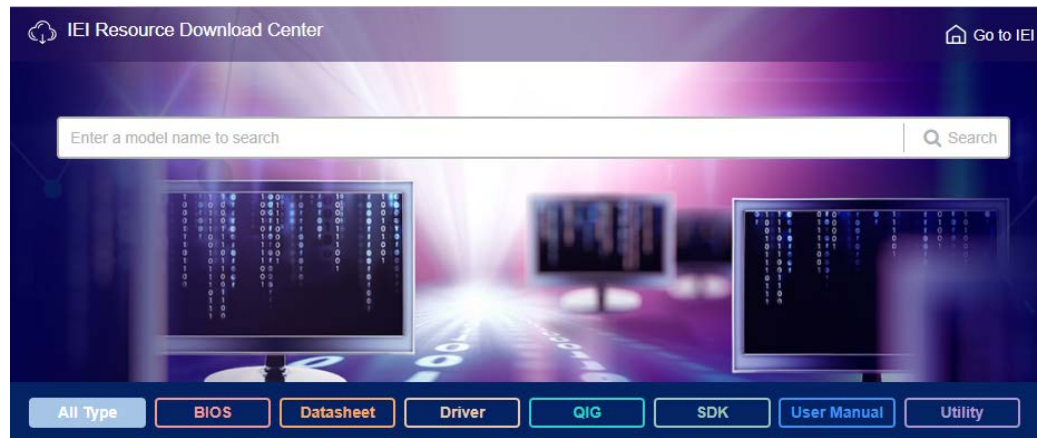 IEI Resource Download Center
Go to IEI
Enter a model name to search
Search
All Type
BIOS
Datasheet
Driver
QIG
SDK
User Manual
Utility